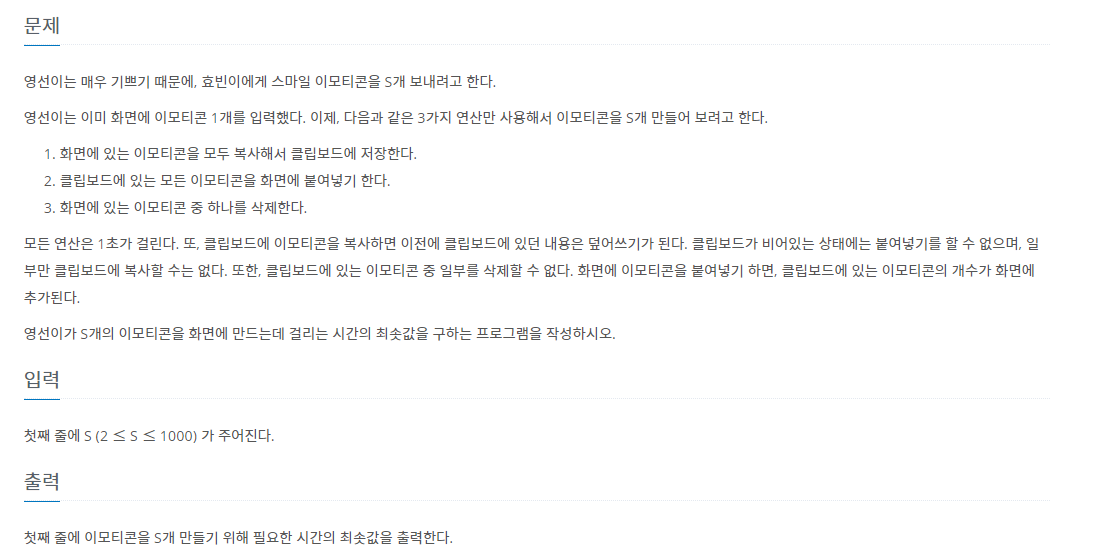 문제
영선이는 매우 기쁘기 때문에, 효빈이에게 스마일 이모티콘을 S개 보내려고 한다.
영선이는 이미 화면에 이모티콘 1개를 입력했다. 이제, 다음과 같은 3가지 연산만 사용해서 이모티콘을 S개 만들어 보려고 한다.
1. 화면에 있는 이모티콘을 모두 복사해서 클립보드에 저장한다.
2. 클립보드에 있는 모든 이모티콘을 화면에 붙여넣기 한다.
3. 화면에 있는 이모티콘 중 하나를 삭제한다.
모든 연산은 1초가 걸린다. 또, 클립보드에 이모티콘을 복사하면 이전에 클립보드에 있던 내용은 덮어쓰기가 된다. 클립보드가 비어있는 상태에는 붙여넣기를 할 수 없으며, 일
부만 클립보드에 복사할 수는 없다. 또한, 클립보드에 있는 이모티콘 중 일부를 삭제할 수 없다. 화면에 이모티콘을 붙여넣기 하면, 클립보드에 있는 이모티콘의 개수가 화면에
추가된다.
영선이가 S개의 이모티콘을 화면에 만드는데 걸리는 시간의 최솟값을 구하는 프로그램을 작성하시오.
입력
첫째 줄에 S (2 ≤ S ≤ 1000) 가 주어진다.
출력
첫째 줄에 이모티콘을 S개 만들기 위해 필요한 시간의 최솟값을 출력한다.